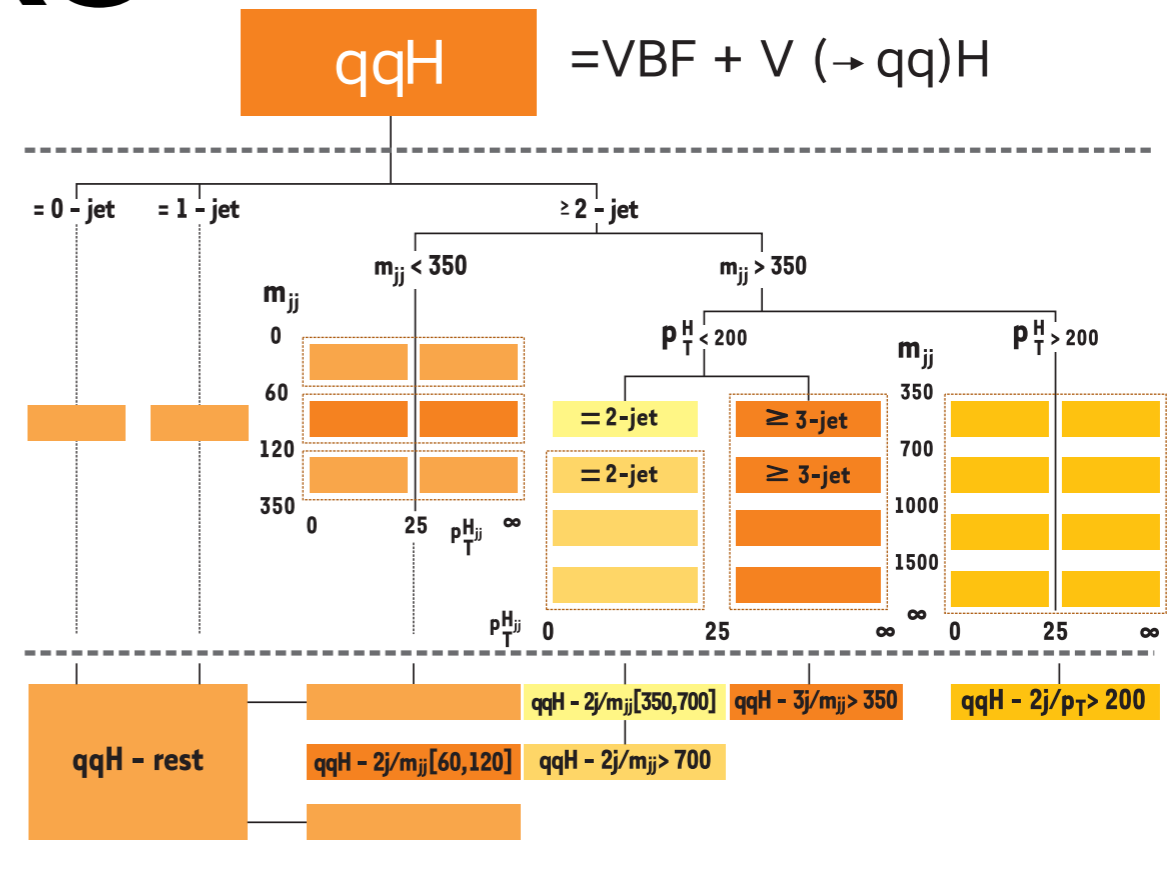 qqH =VBF + V (→ qq)H
= 0 - jet = 1 - jet ≥ 2 - jet
mjj < 350 mjj > 350
mjj
0
60
120
350
0 25 pTHjj ∞
pTH < 200 pTH > 200
= 2-jet ≥ 3-jet
= 2-jet ≥ 3-jet
mjj
350
700
1000
1500
∞
pTHjj 0 25 ∞
0 25 ∞
qqH - rest
qqH - 2j/mjj[60,120]
qqH - 2j/mjj[350,700]
qqH - 2j/mjj> 700
qqH - 3j/mjj> 350
qqH - 2j/pT> 200